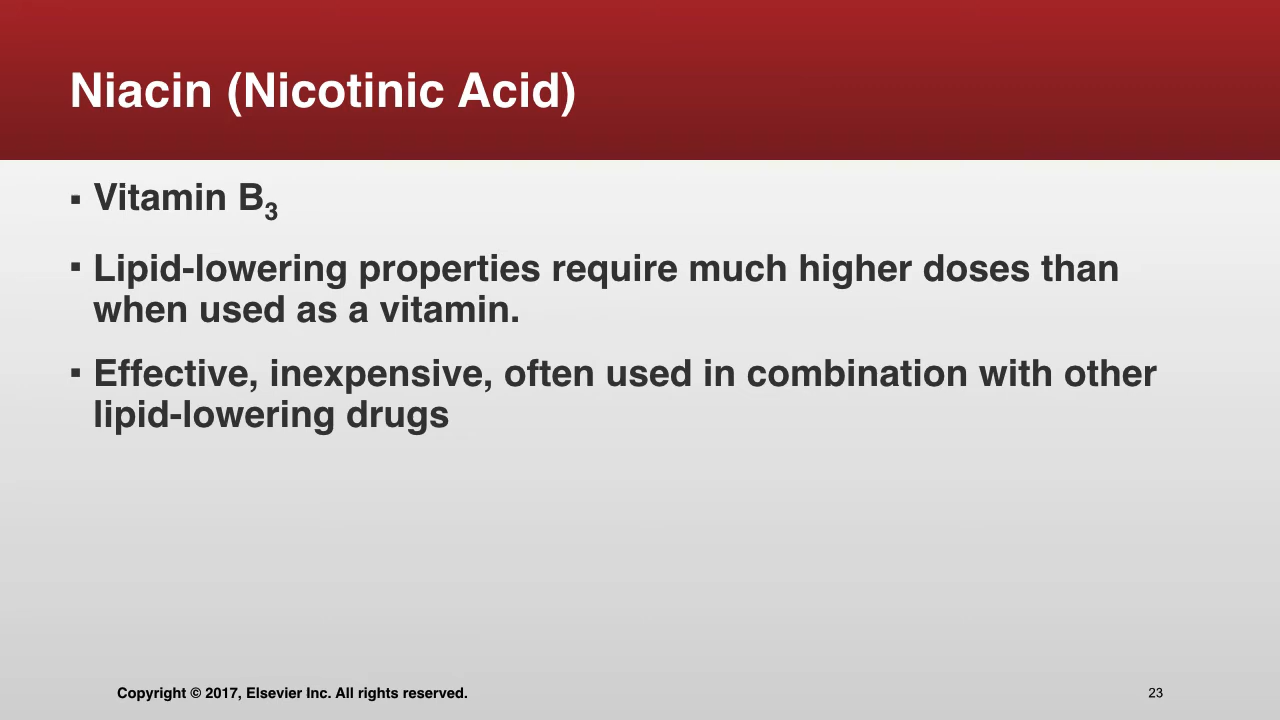 Niacin (Nicotinic Acid)
▪ Vitamin B₃
▪ Lipid-lowering properties require much higher doses than
when used as a vitamin.
▪ Effective, inexpensive, often used in combination with other
lipid-lowering drugs
Copyright © 2017, Elsevier Inc. All rights reserved.
23